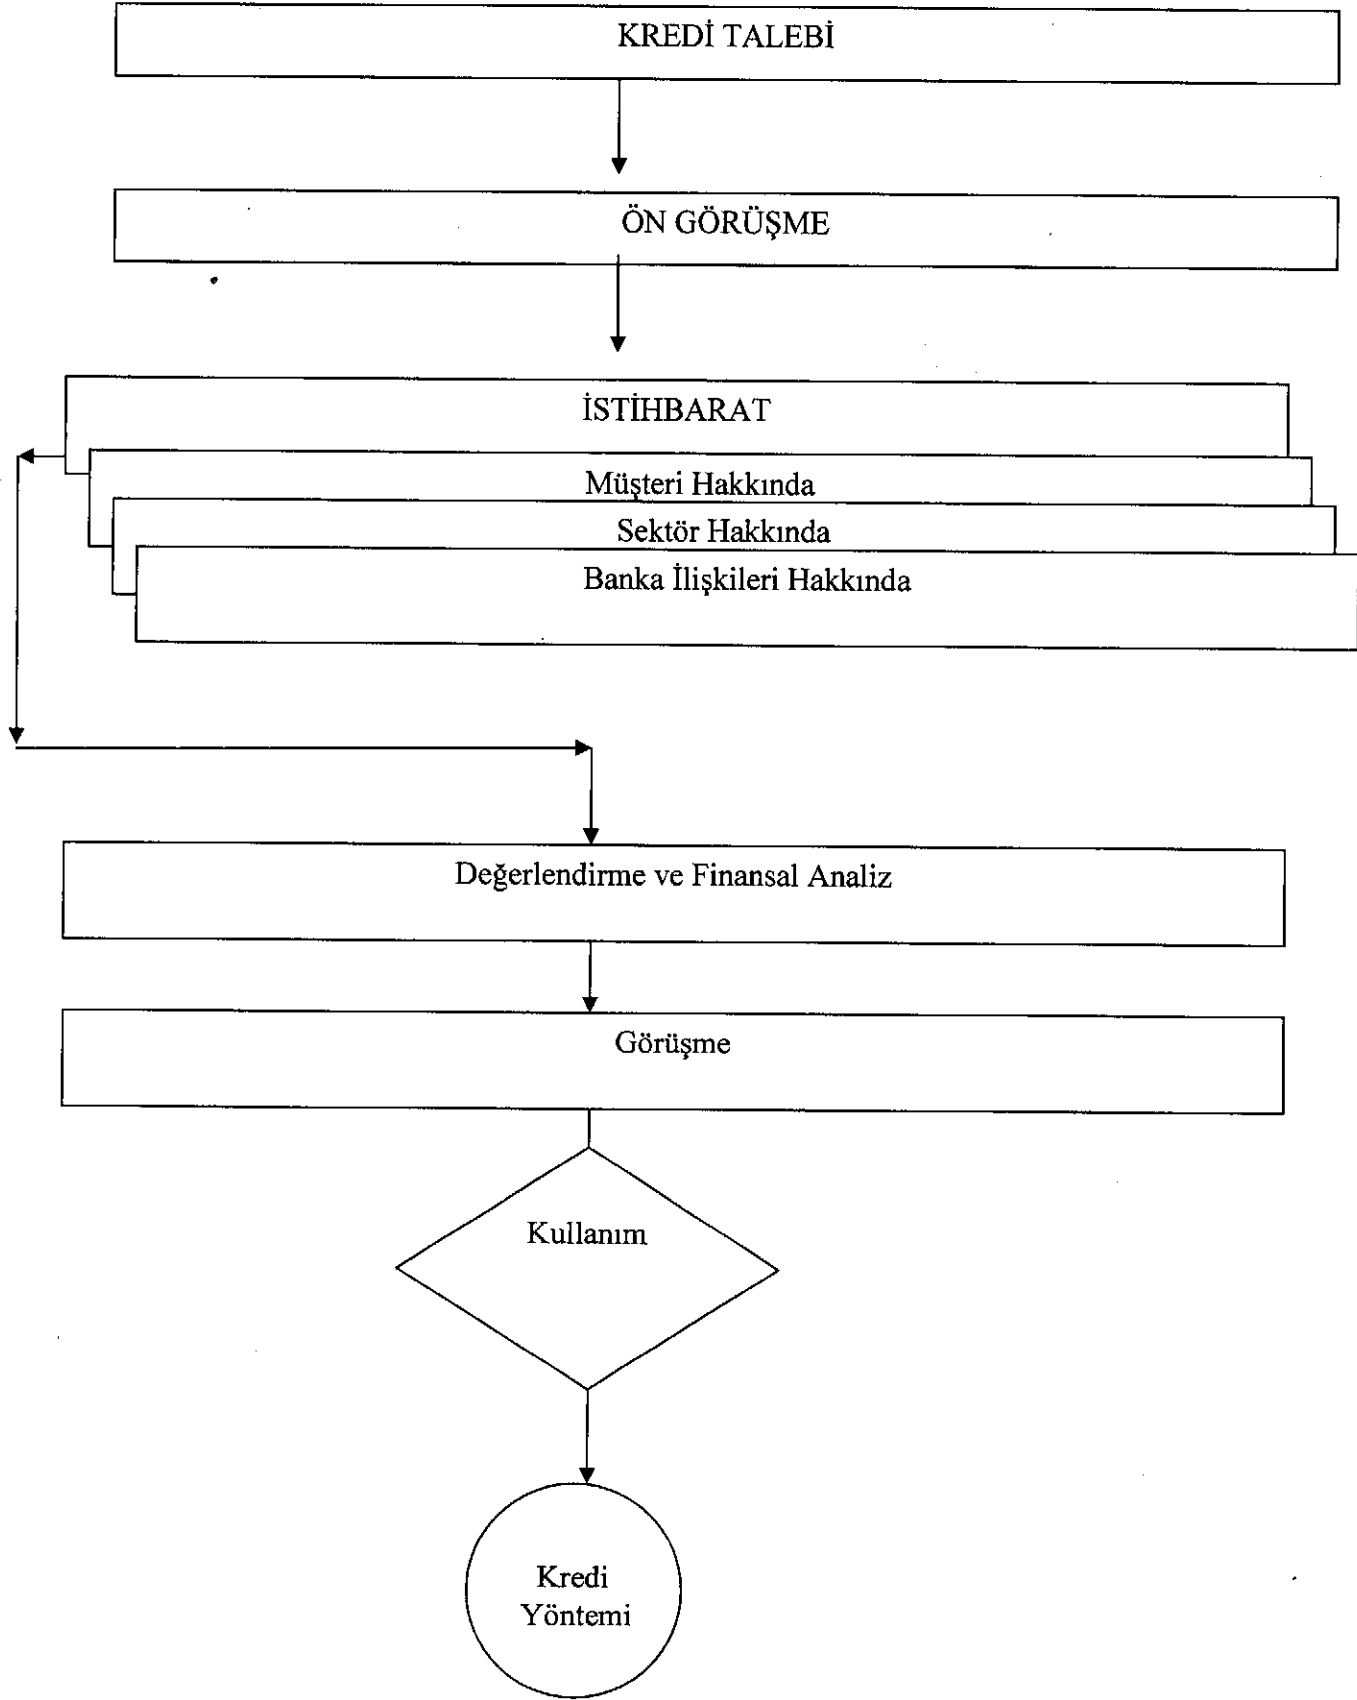 KREDİ TALEBİ
ÖN GÖRÜŞME
İSTİHBARAT
Müşteri Hakkında
Sektör Hakkında
Banka İlişkileri Hakkında
Değerlendirme ve Finansal Analiz
Görüşme
Kullanım
Kredi
Yöntemi